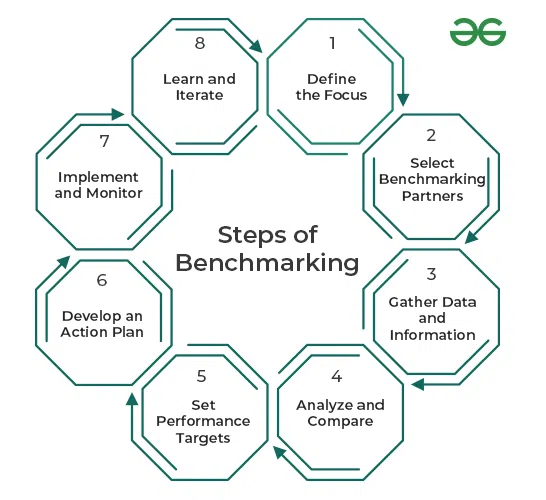 Steps of
Benchmarking
1
Define
the Focus
2
Select
Benchmarking
Partners
3
Gather Data
and
Information
4
Analyze and
Compare
5
Set
Performance
Targets
6
Develop an
Action Plan
7
Implement
and Monitor
8
Learn and
Iterate